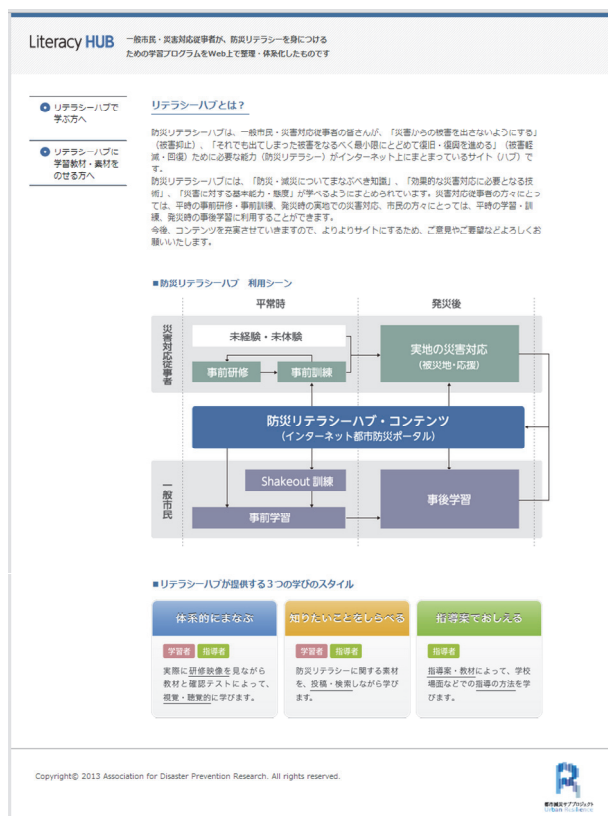 Literacy HUB
一般市民・災害対応従事者が、防災リテラシーを身につける
ための学習プログラムをWeb上で整理・体系化したものです
リテラシーハブで
学ぶ方へ
リテラシーハブに
学習教材・素材を
のせる方へ
リテラシーハブとは？
防災リテラシーハブは、一般市民・災害対応従事者の皆さんが、「災害からの被害を出さないようにする」
（被害抑止）、「それでも出てしまった被害をなるべく最小限にとどめて復旧・復興を進める」（被害軽
減・回復）ために必要な能力（防災リテラシー）がインターネット上にまとまっているサイト（ハブ）で
す。
防災リテラシーハブには、「防災・減災についてまなぶべき知識」、「効果的な災害対応に必要となる技
術」、「災害に対する基本能力・態度」が学べるようにまとめられています。災害対応従事者の方々にとっ
ては、平時の事前研修・事前訓練、発災時の実地での災害対応、市民の方々にとっては、平時の学習・訓
練、発災時の事後学習に利用することができます。
今後、コンテンツを充実させていきますので、よりよりサイトにするため、ご意見やご要望などよろしくお
願いいたします。
■防災リテラシーハブ　利用シーン
平常時
発災後
災害対応従事者
未経験・未体験
事前研修
事前訓練
実地の災害対応
（被災地・応援）
防災リテラシーハブ・コンテンツ
（インターネット都市防災ポータル）
一般市民
Shakeout 訓練
事前学習
事後学習
■リテラシーハブが提供する３つの学びのスタイル
体系的にまなぶ
学習者 指導者
実際に研修映像を見ながら
教材と確認テストによって、
視覚・聴覚的に学びます。
知りたいことをしらべる
学習者 指導者
防災リテラシーに関する素材
を、投稿・検索しながら学び
ます。
指導案でおしえる
指導者
指導案・教材によって、学校
場面などでの指導の方法を学
びます。
Copyright© 2013 Association for Disaster Prevention Research. All rights reserved.
都市減災サブプロジェクト
Urban Resilience